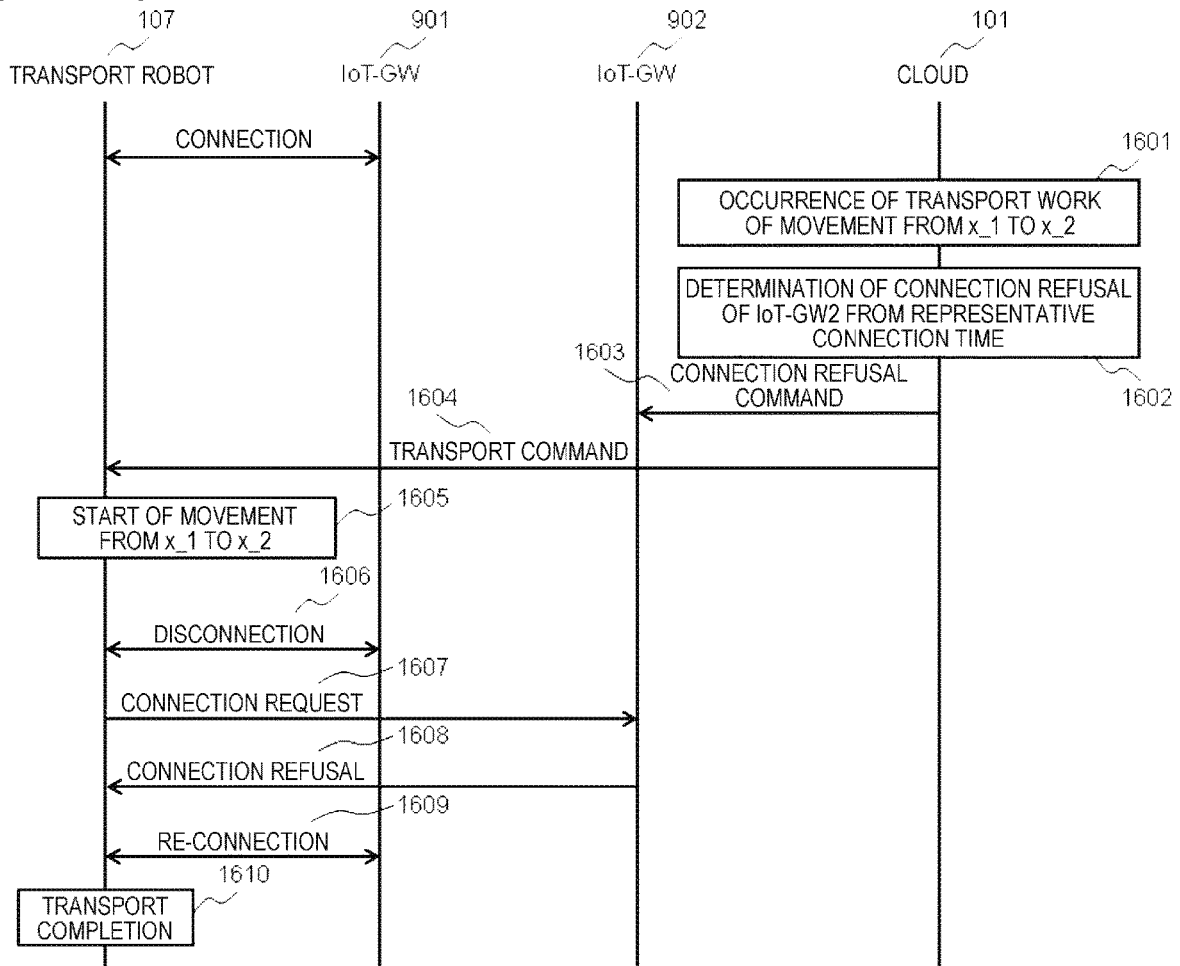 107
901
902
101
TRANSPORT ROBOT
IoT-GW
IoT-GW
CLOUD
CONNECTION
1601
OCCURRENCE OF TRANSPORT WORK
OF MOVEMENT FROM x_1 TO x_2
DETERMINATION OF CONNECTION REFUSAL
OF IoT-GW2 FROM REPRESENTATIVE
CONNECTION TIME
1602
1603
CONNECTION REFUSAL
COMMAND
1604
TRANSPORT COMMAND
1605
START OF MOVEMENT
FROM x_1 TO x_2
1606
DISCONNECTION
1607
CONNECTION REQUEST
1608
CONNECTION REFUSAL
1609
RE-CONNECTION
1610
TRANSPORT
COMPLETION